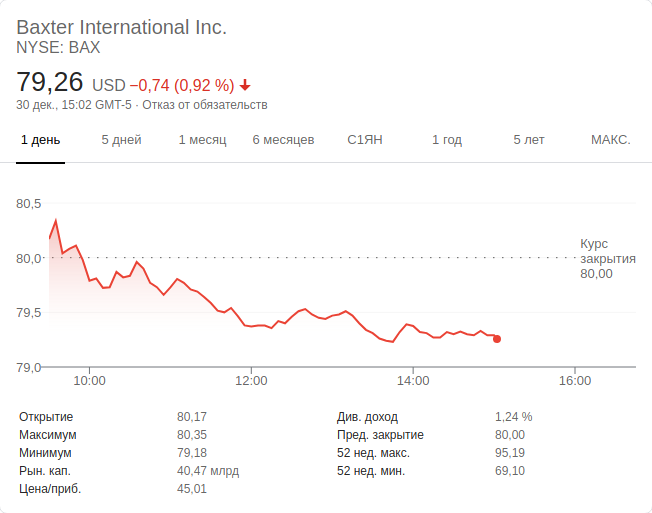 Baxter International Inc.
NYSE: BAX
79,26 USD −0,74 (0,92 %)
30 дек., 15:02 GMT-5 · Отказ от обязательств
1 день 5 дней 1 месяц 6 месяцев С1ЯН 1 год 5 лет МАКС.
80,5
80,0
79,5
79,0
Курс
закрытия
80,00
10:00 12:00 14:00 16:00
Открытие 80,17 Див. доход 1,24 %
Максимум 80,35 Пред. закрытие 80,00
Минимум 79,18 52 нед. макс. 95,19
Рын. кап. 40,47 млрд 52 нед. мин. 69,10
Цена/приб. 45,01